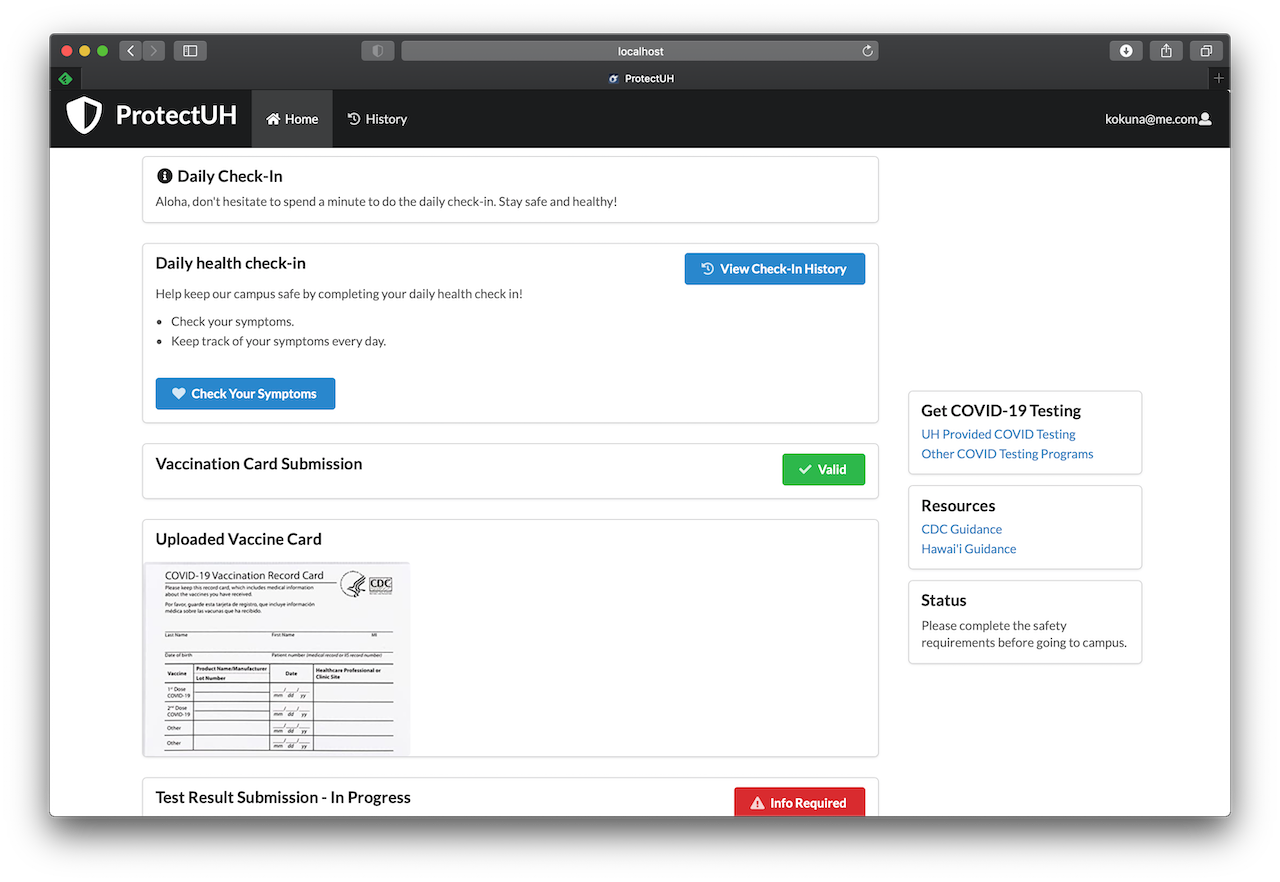 localhost
ProtectUH
ProtectUH
Home
History
kokuna@me.com
Daily Check-In
Aloha, don't hesitate to spend a minute to do the daily check-in. Stay safe and healthy!
Daily health check-in
View Check-In History
Help keep our campus safe by completing your daily health check in!
• Check your symptoms.
• Keep track of your symptoms every day.
Check Your Symptoms
Vaccination Card Submission
Valid
Uploaded Vaccine Card
COVID-19 Vaccination Record Card
Please keep this record card, which includes medical information
about the vaccines you have received.
Por favor, guarde esta tarjeta de registro, que incluye información
médica sobre las vacunas que ha recibido.
CDC
Last Name First Name MI
Date of birth Patient number (medical record or IIS record number)
Vaccine
Product Name/Manufacturer
Lot Number
Date
Healthcare Professional or
Clinic Site
1st Dose
COVID-19
mm dd yy
2nd Dose
COVID-19
mm dd yy
Other
mm dd yy
Other
mm dd yy
Test Result Submission - In Progress
Info Required
Get COVID-19 Testing
UH Provided COVID Testing
Other COVID Testing Programs
Resources
CDC Guidance
Hawai'i Guidance
Status
Please complete the safety
requirements before going to campus.